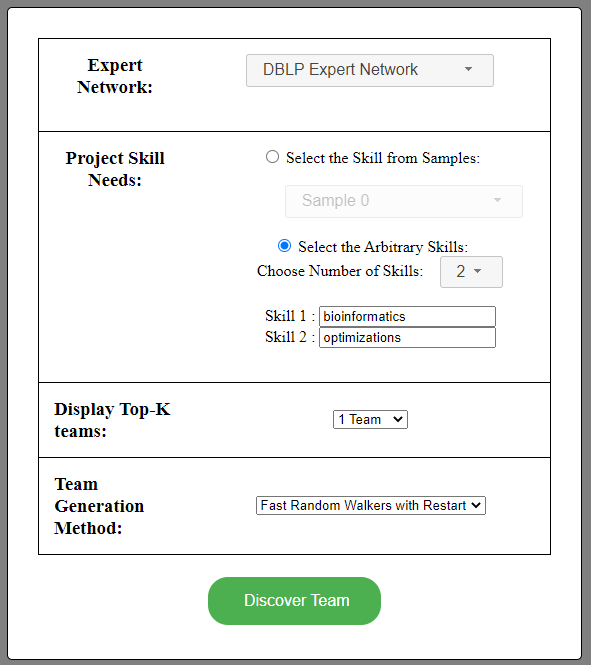 Expert
Network:
DBLP Expert Network
Project Skill
Needs:
Select the Skill from Samples:
Sample 0
Select the Arbitrary Skills:
Choose Number of Skills: 2
Skill 1 : bioinformatics
Skill 2 : optimizations
Display Top-K
teams:
1 Team
Team
Generation
Method:
Fast Random Walkers with Restart
Discover Team